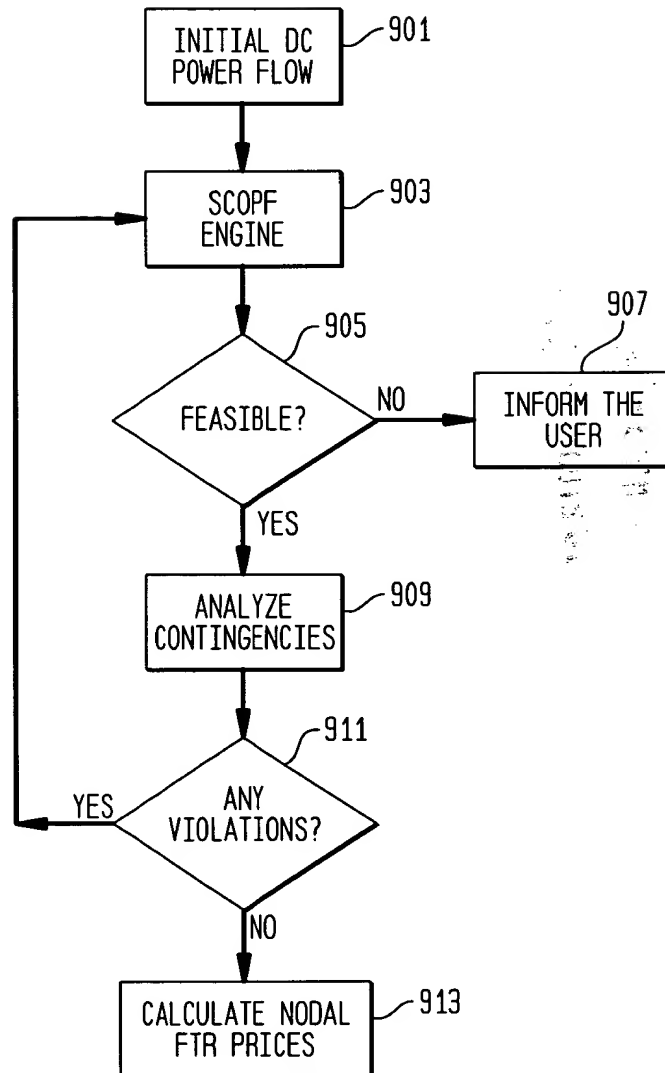 INITIAL DC
POWER FLOW
901
SCOPF
ENGINE
903
905
FEASIBLE?
NO
907
INFORM THE
USER
YES
ANALYZE
CONTINGENCIES
909
911
ANY
VIOLATIONS?
YES
NO
CALCULATE NODAL
FTR PRICES
913